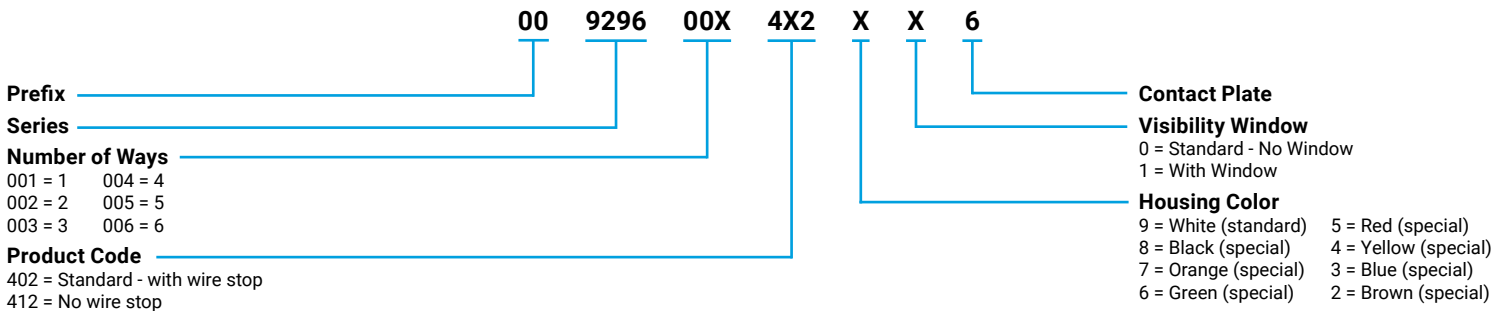 00 9296 00X 4X2 X X 6
Prefix
Series
Number of Ways
001 = 1 004 = 4
002 = 2 005 = 5
003 = 3 006 = 6
Product Code
402 = Standard - with wire stop
412 = No wire stop
Contact Plate
Visibility Window
0 = Standard - No Window
1 = With Window
Housing Color
9 = White (standard) 5 = Red (special)
8 = Black (special) 4 = Yellow (special)
7 = Orange (special) 3 = Blue (special)
6 = Green (special) 2 = Brown (special)